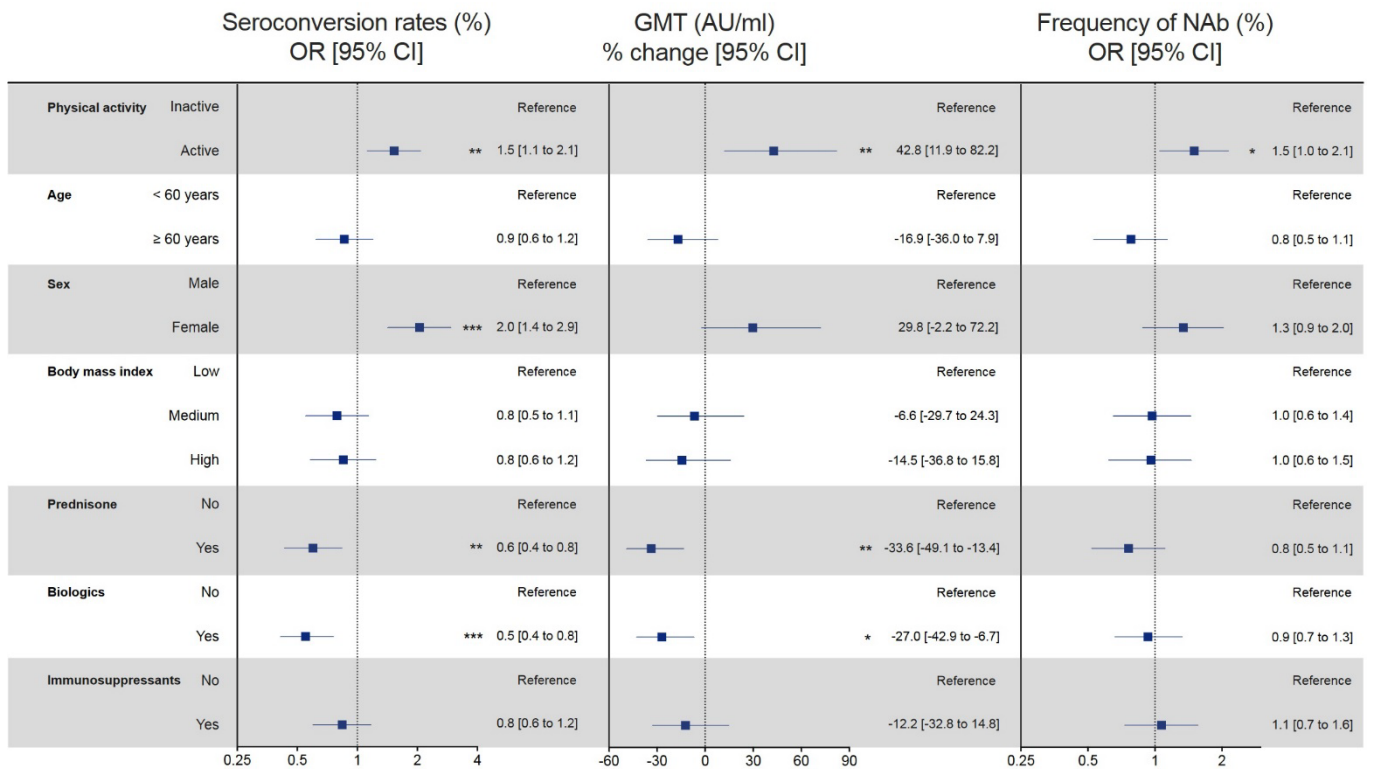 Seroconversion rates (%) GMT (AU/ml) Frequency of NAb (%)
OR [95% CI] % change [95% CI] OR [95% CI]
Physical activity Inactive Reference Reference Reference
Active ** 1.5 [1.1 to 2.1] ** 42.8 [11.9 to 82.2] * 1.5 [1.0 to 2.1]
Age < 60 years Reference Reference Reference
≥ 60 years 0.9 [0.6 to 1.2] -16.9 [-36.0 to 7.9] 0.8 [0.5 to 1.1]
Sex Male Reference Reference Reference
Female *** 2.0 [1.4 to 2.9] 29.8 [-2.2 to 72.2] 1.3 [0.9 to 2.0]
Body mass index Low Reference Reference Reference
Medium 0.8 [0.5 to 1.1] -6.6 [-29.7 to 24.3] 1.0 [0.6 to 1.4]
High 0.8 [0.6 to 1.2] -14.5 [-36.8 to 15.8] 1.0 [0.6 to 1.5]
Prednisone No Reference Reference Reference
Yes ** 0.6 [0.4 to 0.8] ** -33.6 [-49.1 to -13.4] 0.8 [0.5 to 1.1]
Biologics No Reference Reference Reference
Yes *** 0.5 [0.4 to 0.8] * -27.0 [-42.9 to -6.7] 0.9 [0.7 to 1.3]
Immunosuppressants No Reference Reference Reference
Yes 0.8 [0.6 to 1.2] -12.2 [-32.8 to 14.8] 1.1 [0.7 to 1.6]
0.25 0.5 1 2 4 -60 -30 0 30 60 90 0.25 0.5 1 2